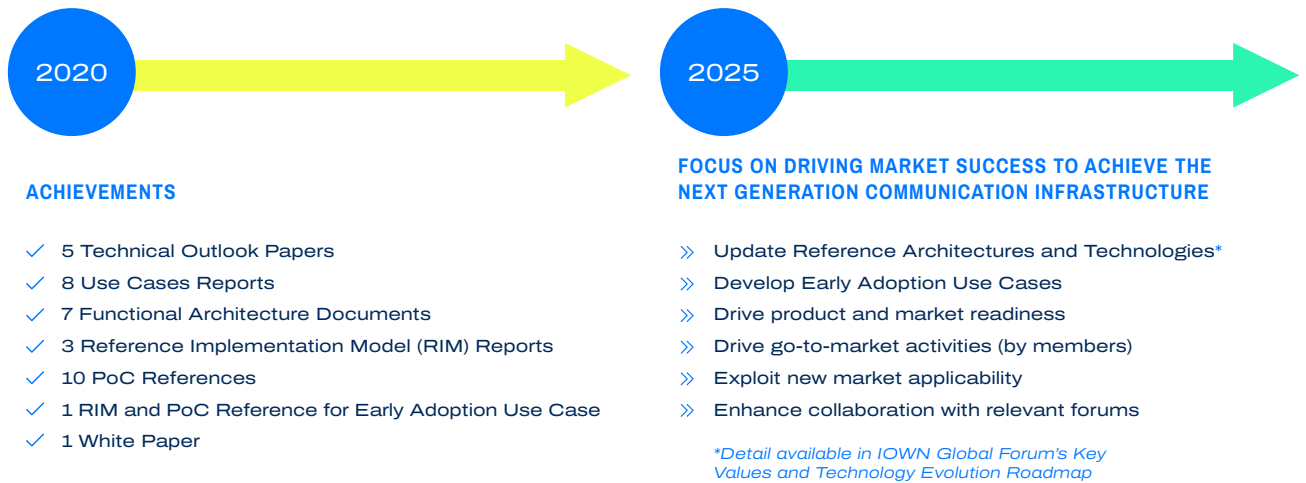 2020
ACHIEVEMENTS
5 Technical Outlook Papers
8 Use Cases Reports
7 Functional Architecture Documents
3 Reference Implementation Model (RIM) Reports
10 PoC References
1 RIM and PoC Reference for Early Adoption Use Case
1 White Paper
2025
FOCUS ON DRIVING MARKET SUCCESS TO ACHIEVE THE
NEXT GENERATION COMMUNICATION INFRASTRUCTURE
Update Reference Architectures and Technologies*
Develop Early Adoption Use Cases
Drive product and market readiness
Drive go-to-market activities (by members)
Exploit new market applicability
Enhance collaboration with relevant forums
*Detail available in IOWN Global Forum's Key
Values and Technology Evolution Roadmap